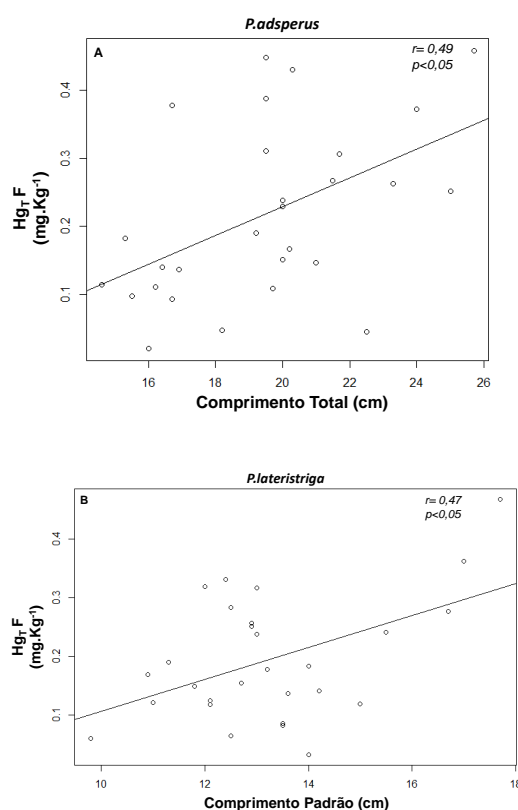 P.adsperus
A
r= 0,49
p<0,05
HgT F
(mg.Kg-1)
0.4
0.3
0.2
0.1
16 18 20 22 24 26
Comprimento Total (cm)
P.lateristriga
B
r= 0,47
p<0,05
HgT F
(mg.Kg-1)
0.4
0.3
0.2
0.1
10 12 14 16 18
Comprimento Padrão (cm)